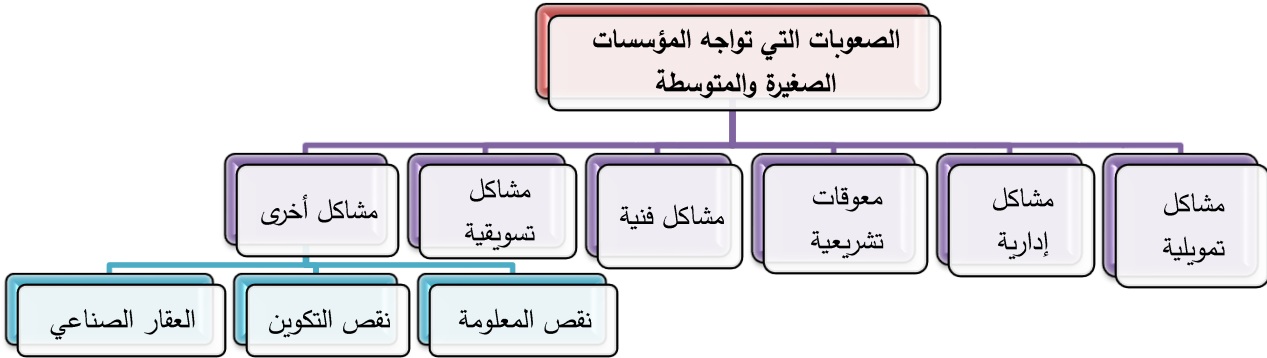 الصعوبات التي تواجه المؤسسات
الصغيرة والمتوسطة
مشاكل
تمويلية
مشاكل
إدارية
معوقات
تشريعية
مشاكل فنية
مشاكل
تسويقية
مشاكل أخرى
نقص المعلومة
نقص التكوين
العقار الصناعي